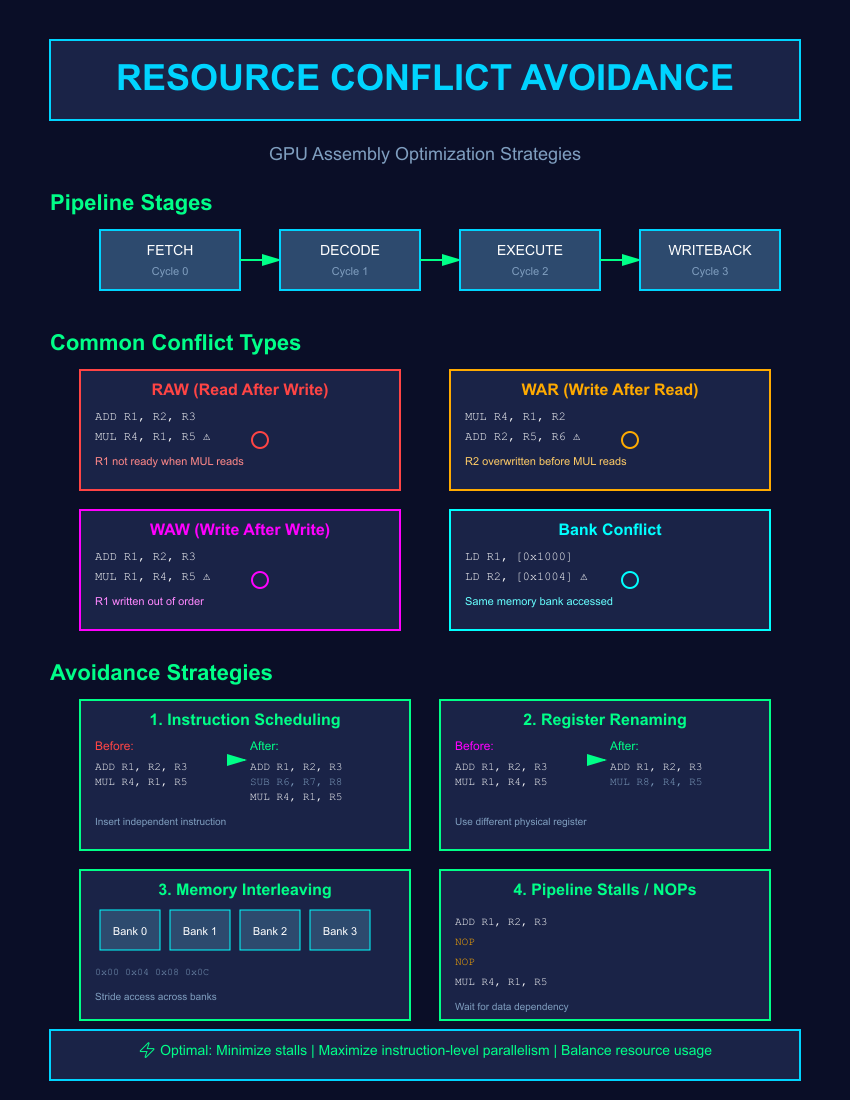 RESOURCE CONFLICT AVOIDANCE
GPU Assembly Optimization Strategies
Pipeline Stages
FETCH
Cycle 0
DECODE
Cycle 1
EXECUTE
Cycle 2
WRITEBACK
Cycle 3
Common Conflict Types
RAW (Read After Write)
ADD R1, R2, R3
MUL R4, R1, R5 ⚠
R1 not ready when MUL reads
WAR (Write After Read)
MUL R4, R1, R2
ADD R2, R5, R6 ⚠
R2 overwritten before MUL reads
WAW (Write After Write)
ADD R1, R2, R3
MUL R1, R4, R5 ⚠
R1 written out of order
Bank Conflict
LD R1, [0x1000]
LD R2, [0x1004] ⚠
Same memory bank accessed
Avoidance Strategies
1. Instruction Scheduling
Before:
ADD R1, R2, R3
MUL R4, R1, R5
After:
ADD R1, R2, R3
SUB R6, R7, R8
MUL R4, R1, R5
Insert independent instruction
2. Register Renaming
Before:
ADD R1, R2, R3
MUL R1, R4, R5
After:
ADD R1, R2, R3
MUL R8, R4, R5
Use different physical register
3. Memory Interleaving
Bank 0
Bank 1
Bank 2
Bank 3
0x00 0x04 0x08 0x0C
Stride access across banks
4. Pipeline Stalls / NOPs
ADD R1, R2, R3
NOP
NOP
MUL R4, R1, R5
Wait for data dependency
⚡ Optimal: Minimize stalls | Maximize instruction-level parallelism | Balance resource usage